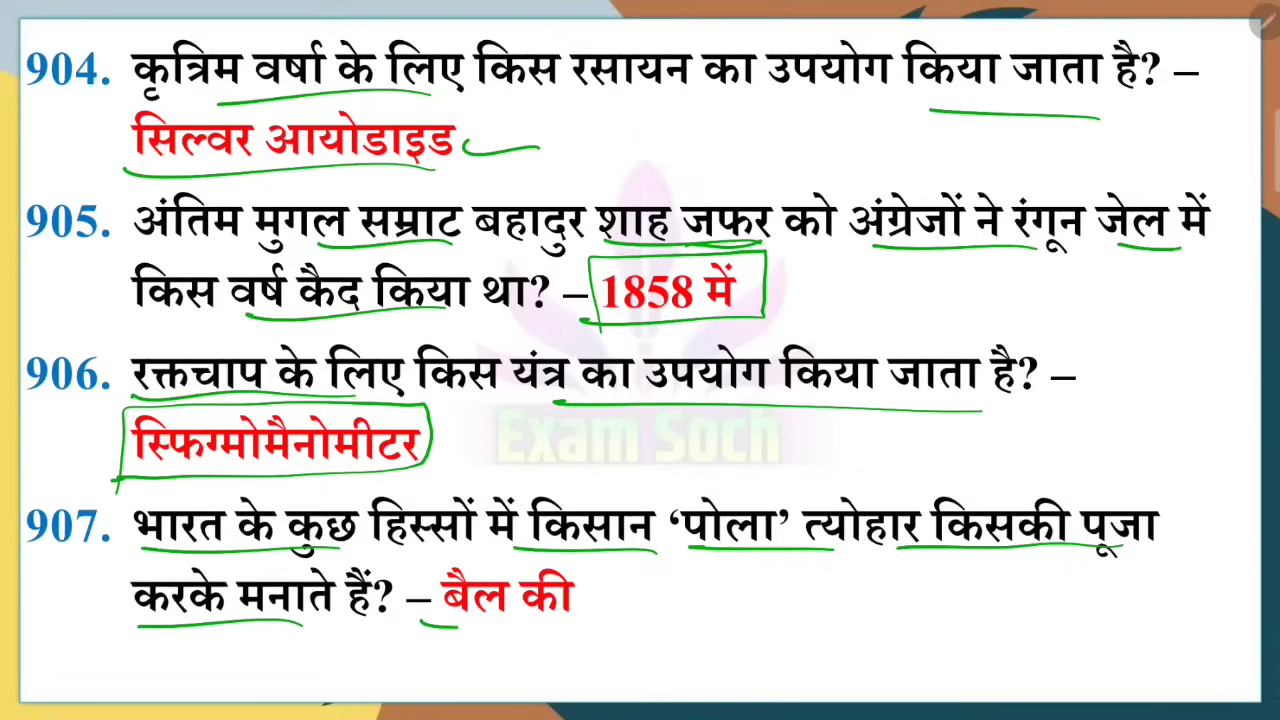 904. कृत्रिम वर्षा के लिए किस रसायन का उपयोग किया जाता है? –
सिल्वर आयोडाइड
905. अंतिम मुगल सम्राट बहादुर शाह जफर को अंग्रेजों ने रंगून जेल में
किस वर्ष कैद किया था? – 1858 में
906. रक्तचाप के लिए किस यंत्र का उपयोग किया जाता है? –
स्फिग्मोमैनोमीटर
Exam Soch
907. भारत के कुछ हिस्सों में किसान ‘पोला’ त्योहार किसकी पूजा
करके मनाते हैं? – बैल की